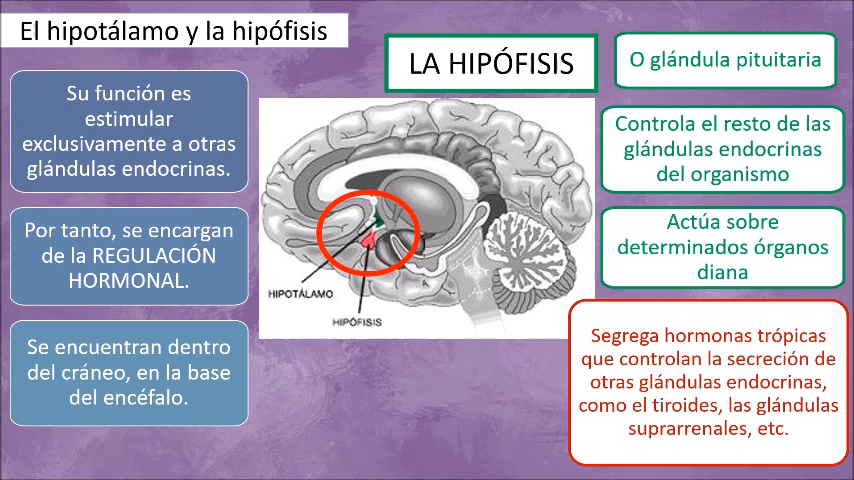 El hipotálamo y la hipófisis
Su función es
estimular
exclusivamente a otras
glándulas endocrinas.
Por tanto, se encargan
de la REGULACIÓN
HORMONAL.
Se encuentran dentro
del cráneo, en la base
del encéfalo.
LA HIPÓFISIS
HIPOTÁLAMO
HIPÓFISIS
O glándula pituitaria
Controla el resto de las
glándulas endocrinas
del organismo
Actúa sobre
determinados órganos
diana
Segrega hormonas trópicas
que controlan la secreción de
otras glándulas endocrinas,
como el tiroides, las glándulas
suprarrenales, etc.